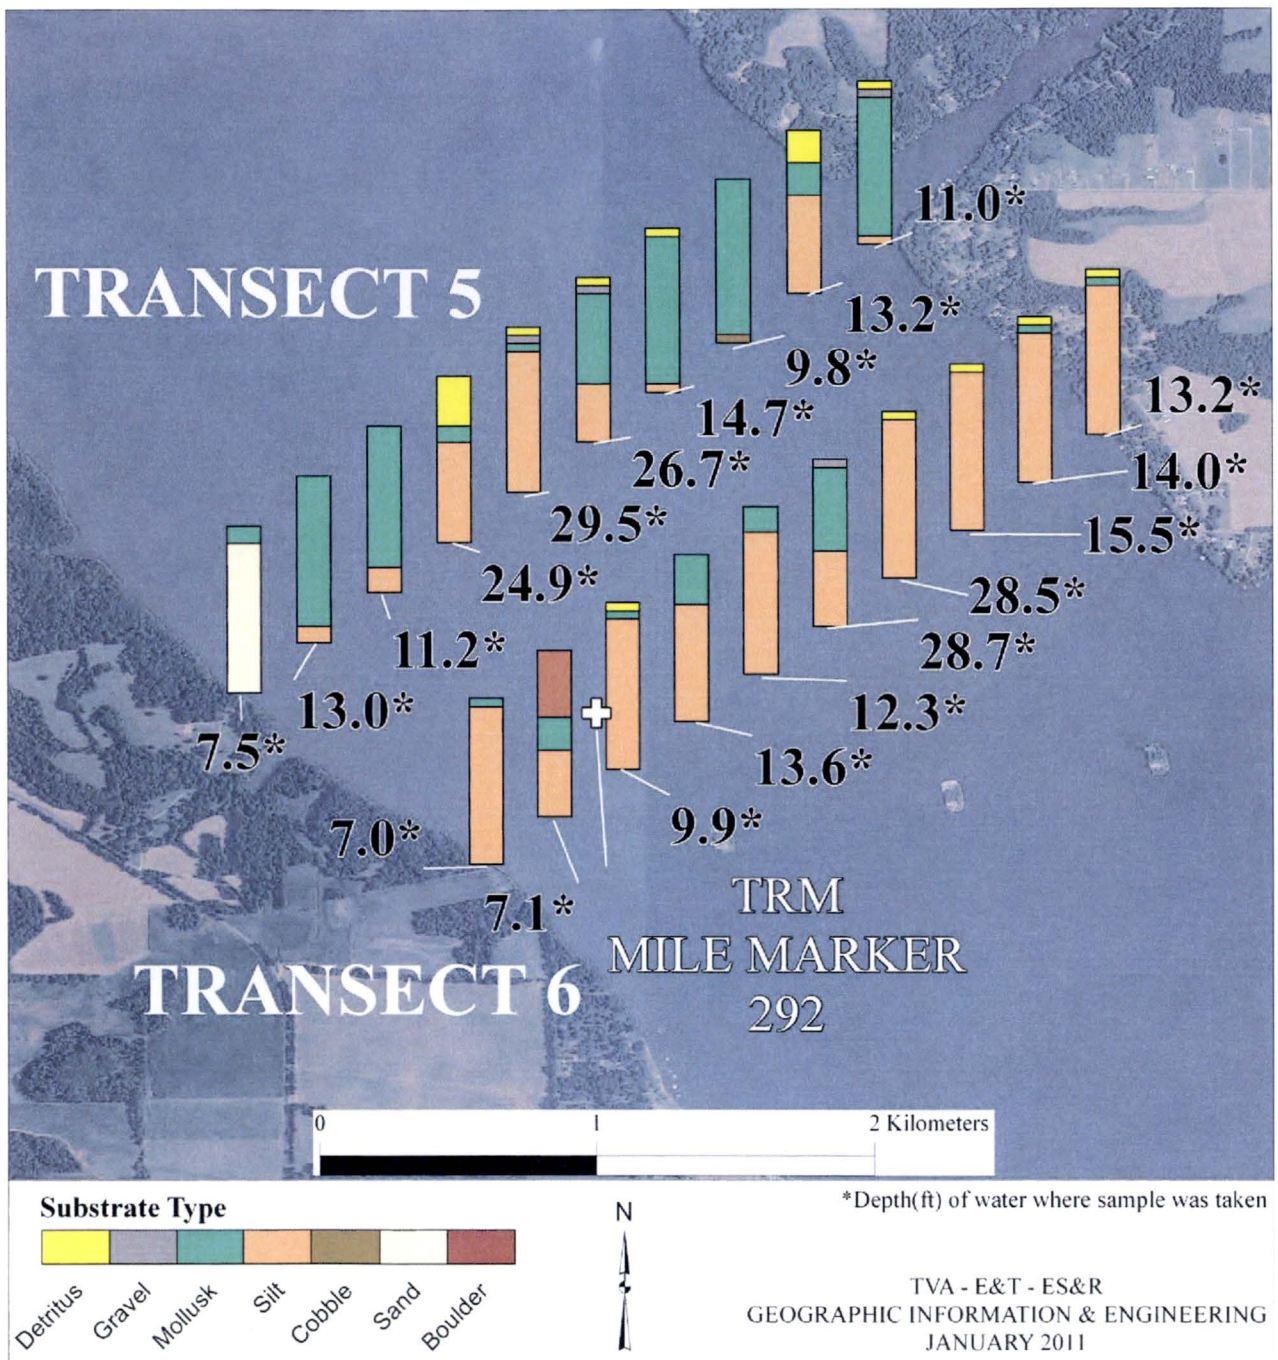 11.0*
TRANSECT 5
13.2*
9.8*
13.2*
14.7*
26.7*
14.0*
29.5*
15.5*
24.9*
28.5*
11.2*
28.7*
13.0*
12.3*
7.5*
13.6*
9.9*
7.0*
7.1*
TRM
MILE MARKER
292
TRANSECT 6
0 1 2 Kilometers
*Depth(ft) of water where sample was taken
Substrate Type
Detritus
Gravel
Mollusk
Silt
Cobble
Sand
Boulder
N
TVA - E&T - ES&R
GEOGRAPHIC INFORMATION & ENGINEERING
JANUARY 2011